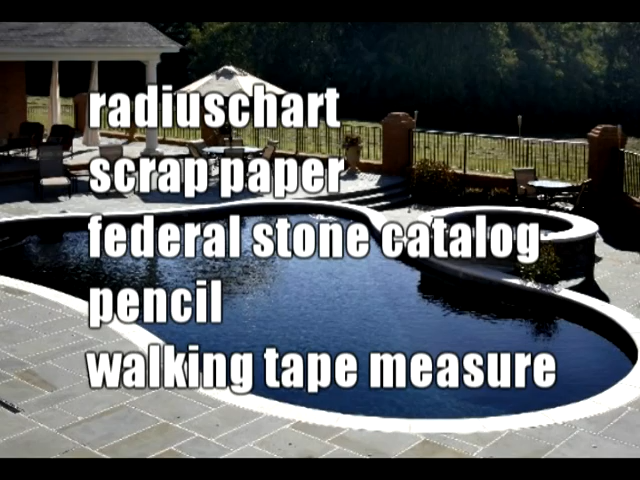 radiuschart
scrap paper
federal stone catalog
pencil
walking tape measure